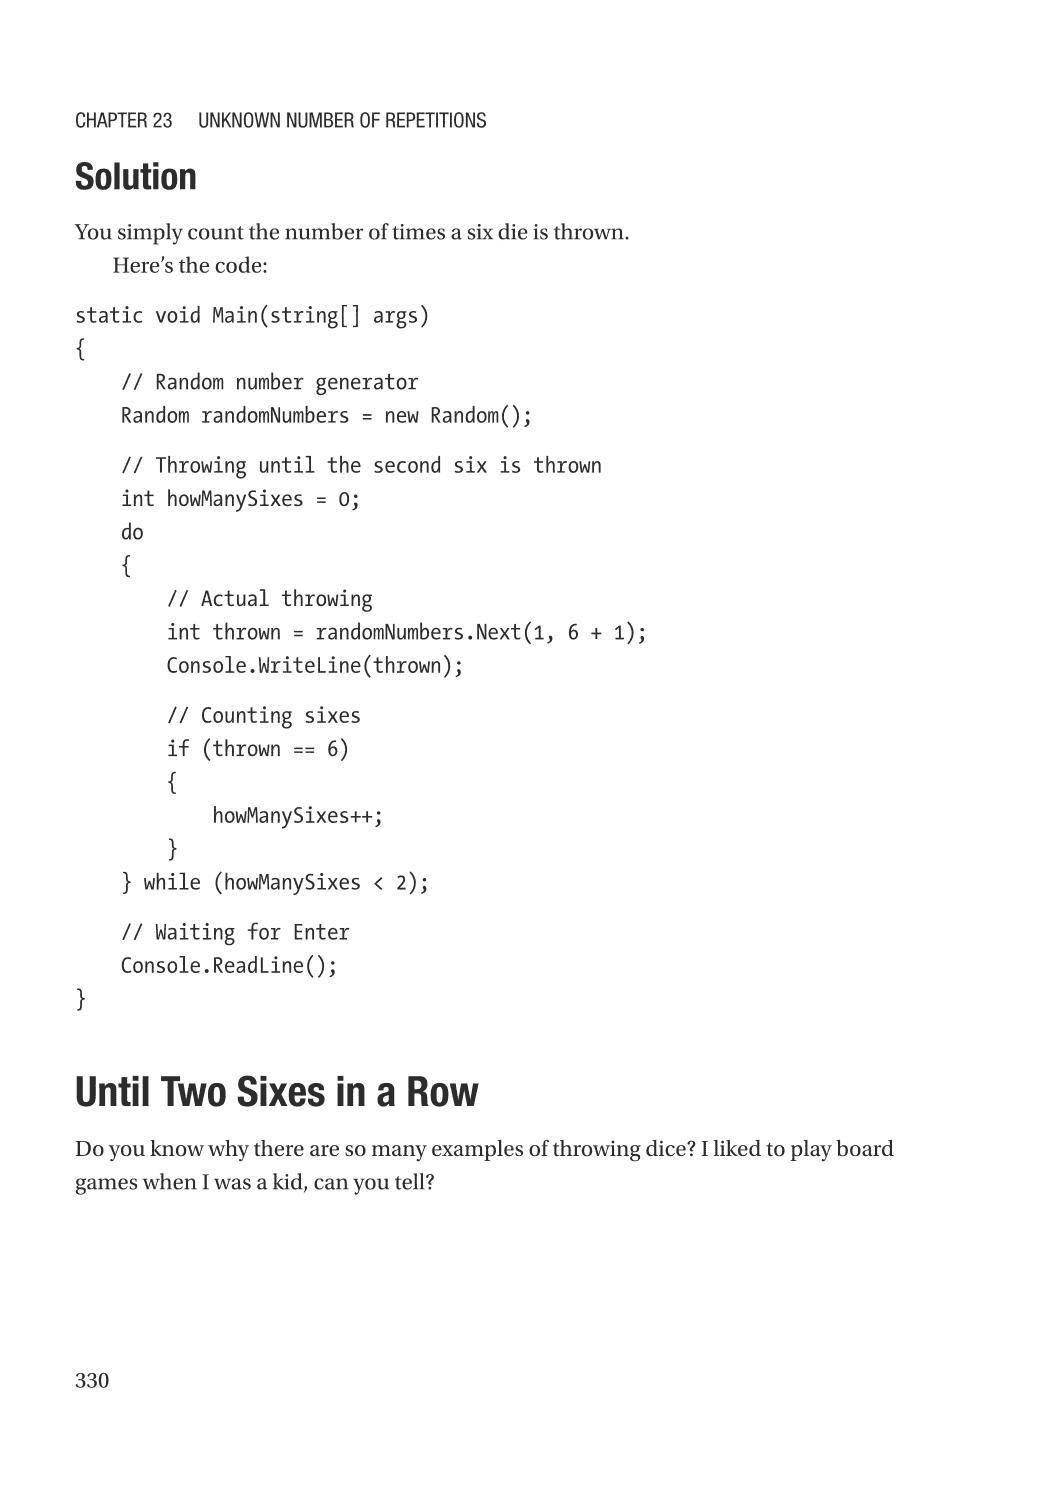 CHAPTER 23 UNKNOWN NUMBER OF REPETITIONS
Solution
You simply count the number of times a six die is thrown.
Here’s the code:
static void Main(string[] args)
{
    // Random number generator
    Random randomNumbers = new Random();
    // Throwing until the second six is thrown
    int howManySixes = 0;
    do
    {
        // Actual throwing
        int thrown = randomNumbers.Next(1, 6 + 1);
        Console.WriteLine(thrown);
        // Counting sixes
        if (thrown == 6)
        {
            howManySixes++;
        }
    } while (howManySixes < 2);
    // Waiting for Enter
    Console.ReadLine();
}
Until Two Sixes in a Row
Do you know why there are so many examples of throwing dice? I liked to play board
games when I was a kid, can you tell?
330